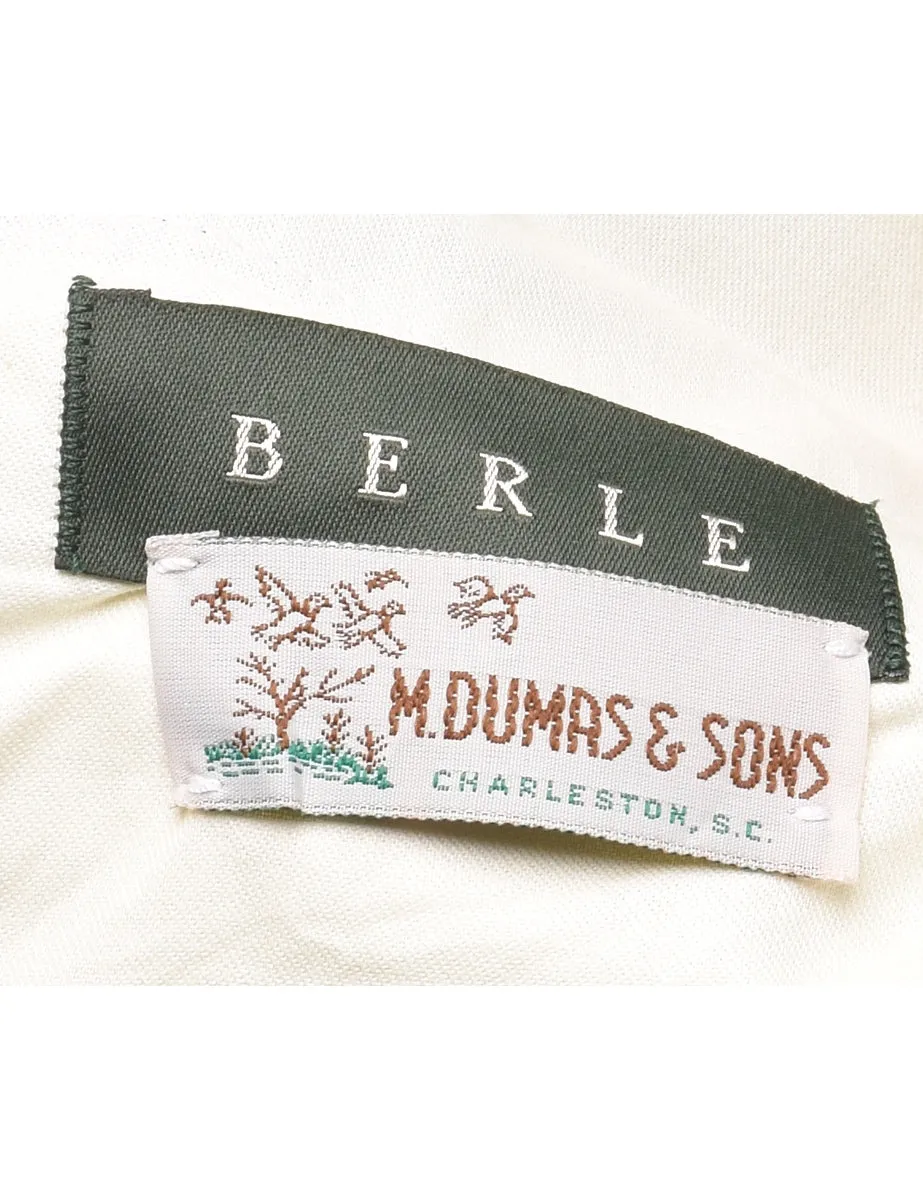 BERLE
M. DUMAS & SONS
CHARLESTON, S.C.